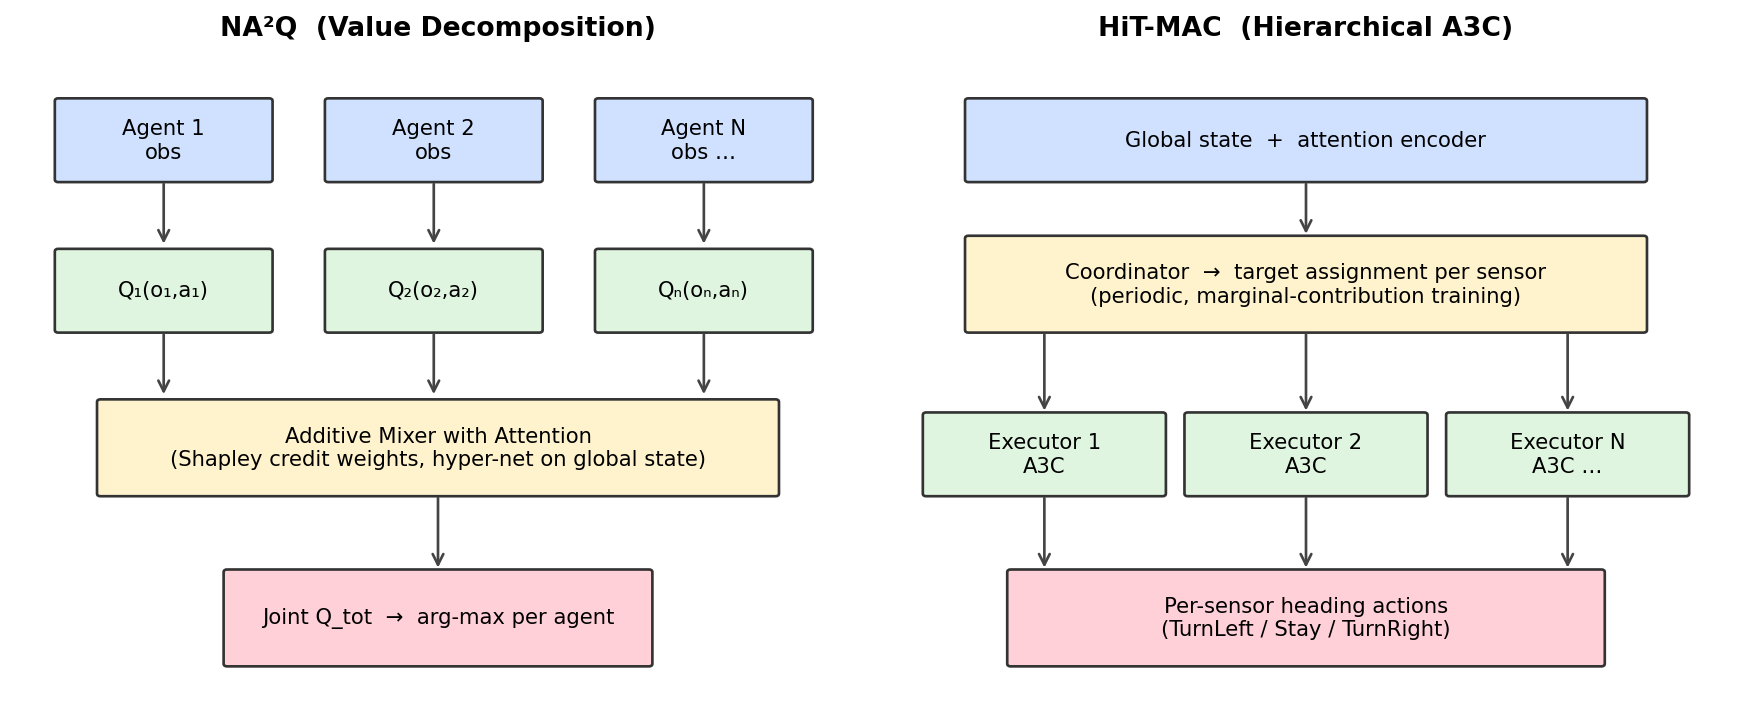 NA²Q  (Value Decomposition)
Agent 1
obs
Agent 2
obs
Agent N
obs ...
Q₁(o₁,a₁)
Q₂(o₂,a₂)
Qₙ(oₙ,aₙ)
Additive Mixer with Attention
(Shapley credit weights, hyper-net on global state)
Joint Q_tot → arg-max per agent
HiT-MAC  (Hierarchical A3C)
Global state + attention encoder
Coordinator → target assignment per sensor
(periodic, marginal-contribution training)
Executor 1
A3C
Executor 2
A3C
Executor N
A3C ...
Per-sensor heading actions
(TurnLeft / Stay / TurnRight)